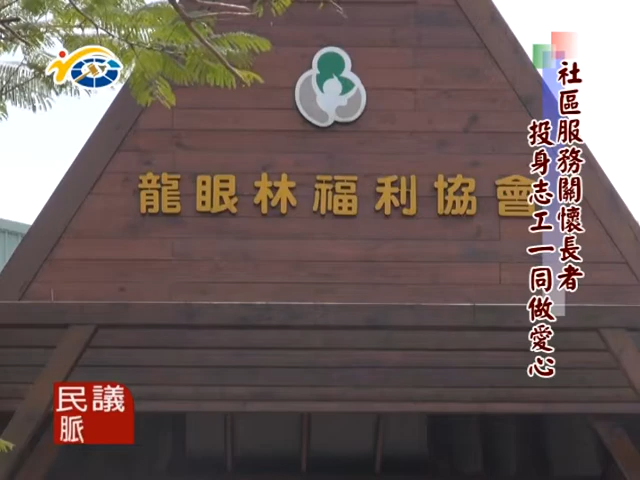 龍眼林福利協會
社區服務關懷長者
投身志工一同做愛心
民議脈